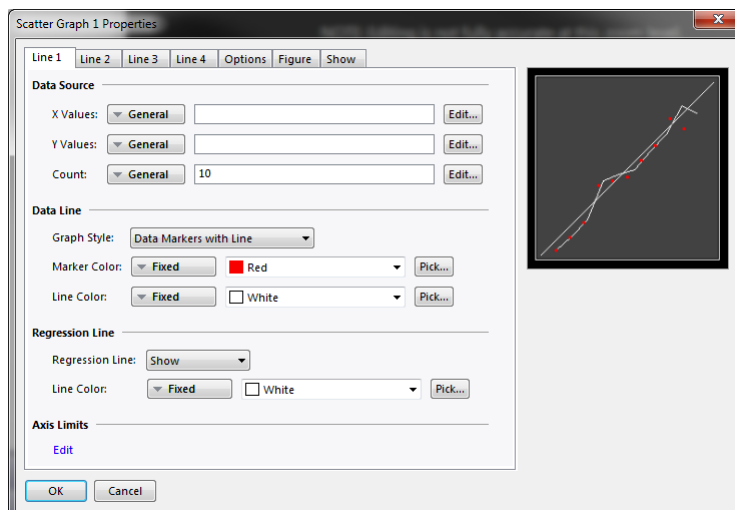 Scatter Graph 1 Properties
Line 1 Line 2 Line 3 Line 4 Options Figure Show
Data Source
X Values: General Edit...
Y Values: General Edit...
Count: General 10 Edit...
Data Line
Graph Style: Data Markers with Line
Marker Color: Fixed Red Pick...
Line Color: Fixed White Pick...
Regression Line
Regression Line: Show
Line Color: Fixed White Pick...
Axis Limits
Edit
OK Cancel